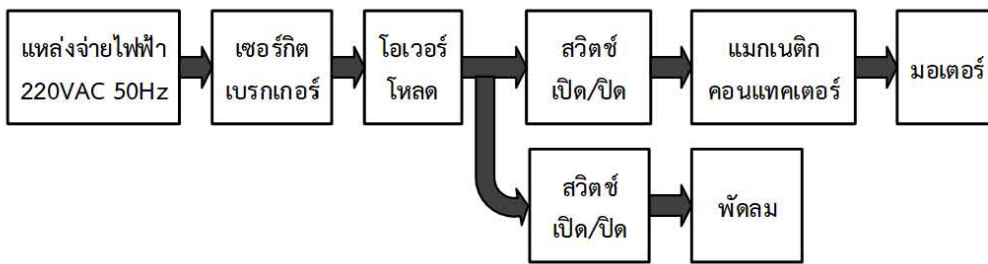 แหล่งจ่ายไฟฟ้า
220VAC 50Hz
เซอร์กิต
เบรกเกอร์
โอเวอร์
โหลด
สวิตช์
เปิด/ปิด
แมกเนติก
คอนแทคเตอร์
มอเตอร์
สวิตช์
เปิด/ปิด
พัดลม